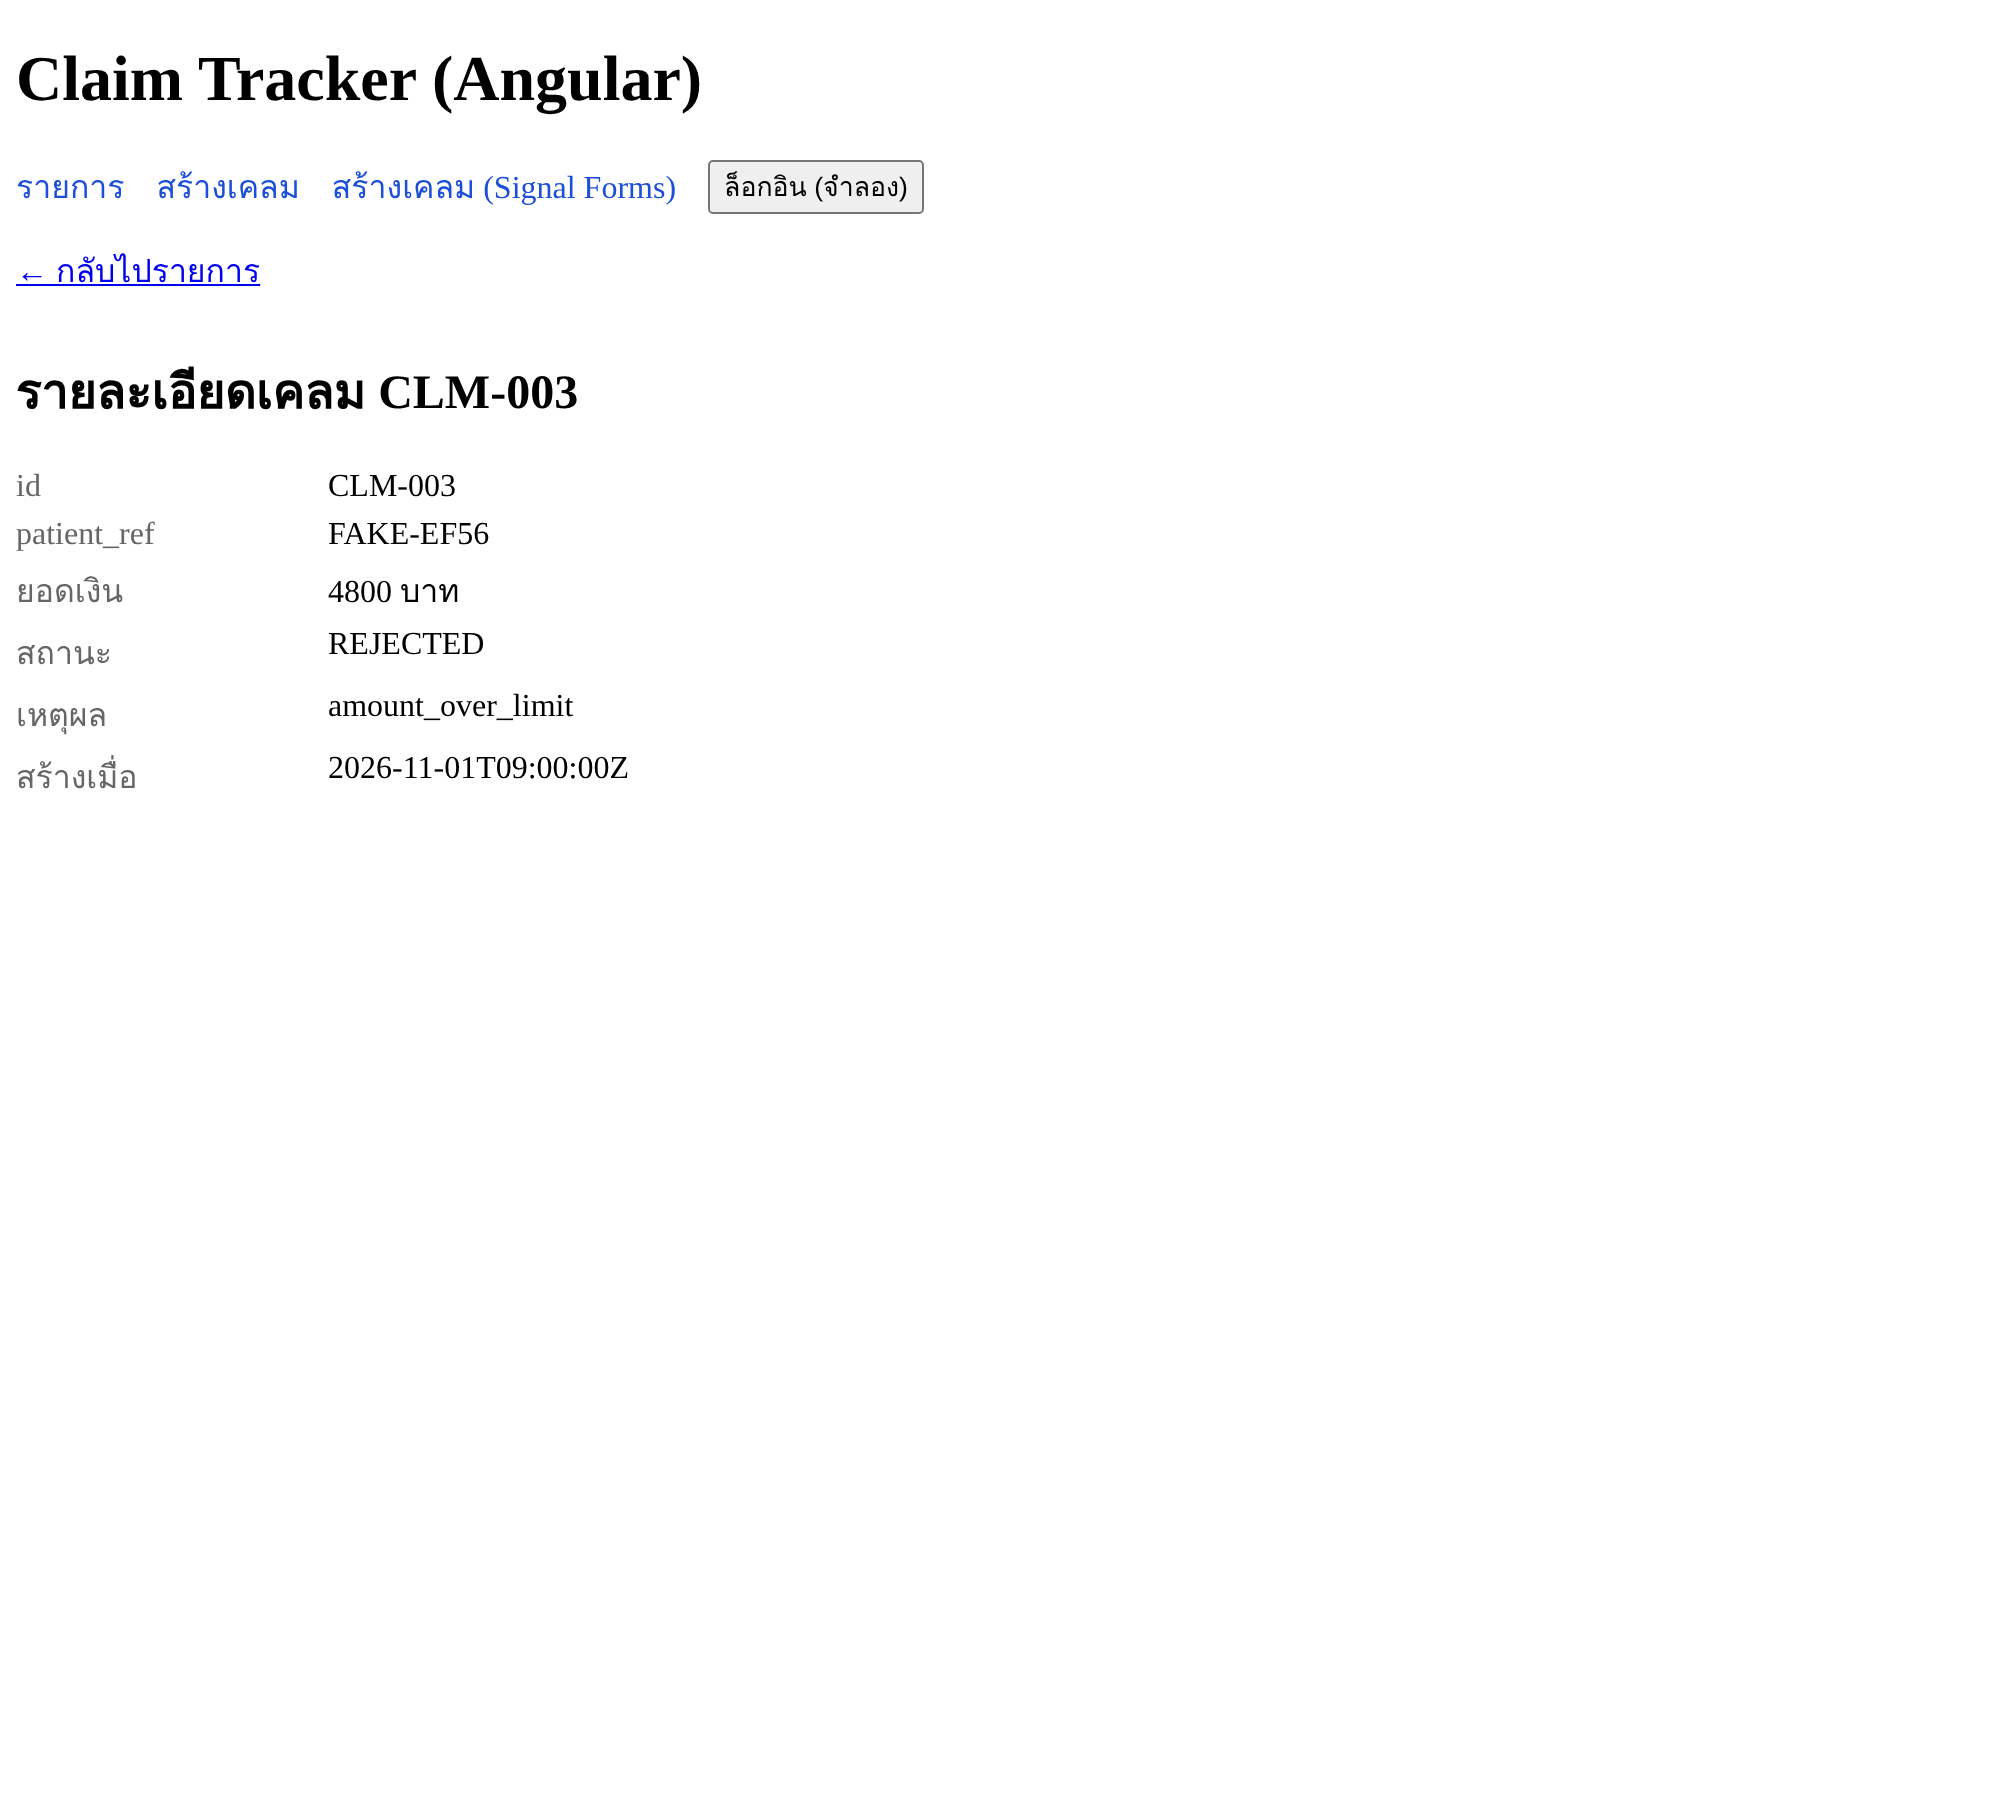 Claim Tracker (Angular)
รายการ สร้างเคลม สร้างเคลม (Signal Forms) ล็อกอิน (จำลอง)
← กลับไปรายการ
รายละเอียดเคลม CLM-003
id CLM-003
patient_ref FAKE-EF56
ยอดเงิน 4800 บาท
สถานะ REJECTED
เหตุผล amount_over_limit
สร้างเมื่อ 2026-11-01T09:00:00Z